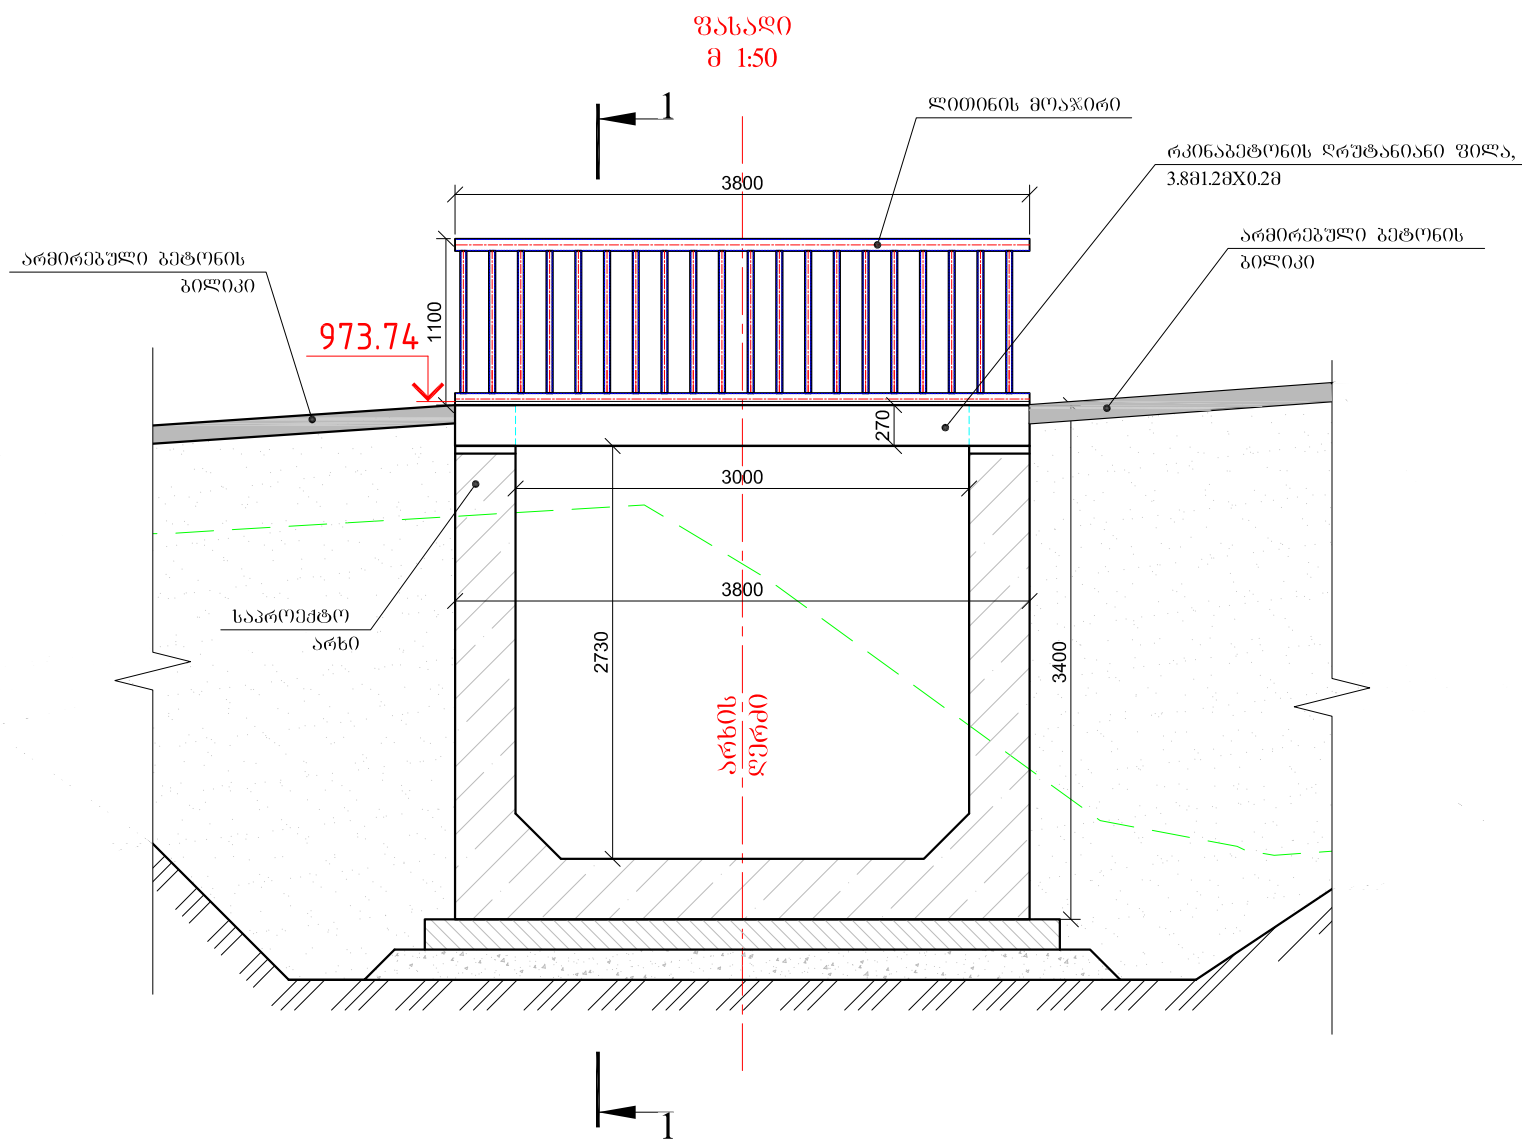 ფასადი
მ 1:50
1
ლითინის მოაჯირი
რკინაბეტონის ღრუტანიანი ფილა,
3.8მ1.2მX0.2მ
3800
არმირებული ბეტონის
ბილიკი
არმირებული ბეტონის
ბილიკი
1100
973.74
270
3000
3800
საპროექტო
არხი
2730
3400
არხის
ღერძი
1